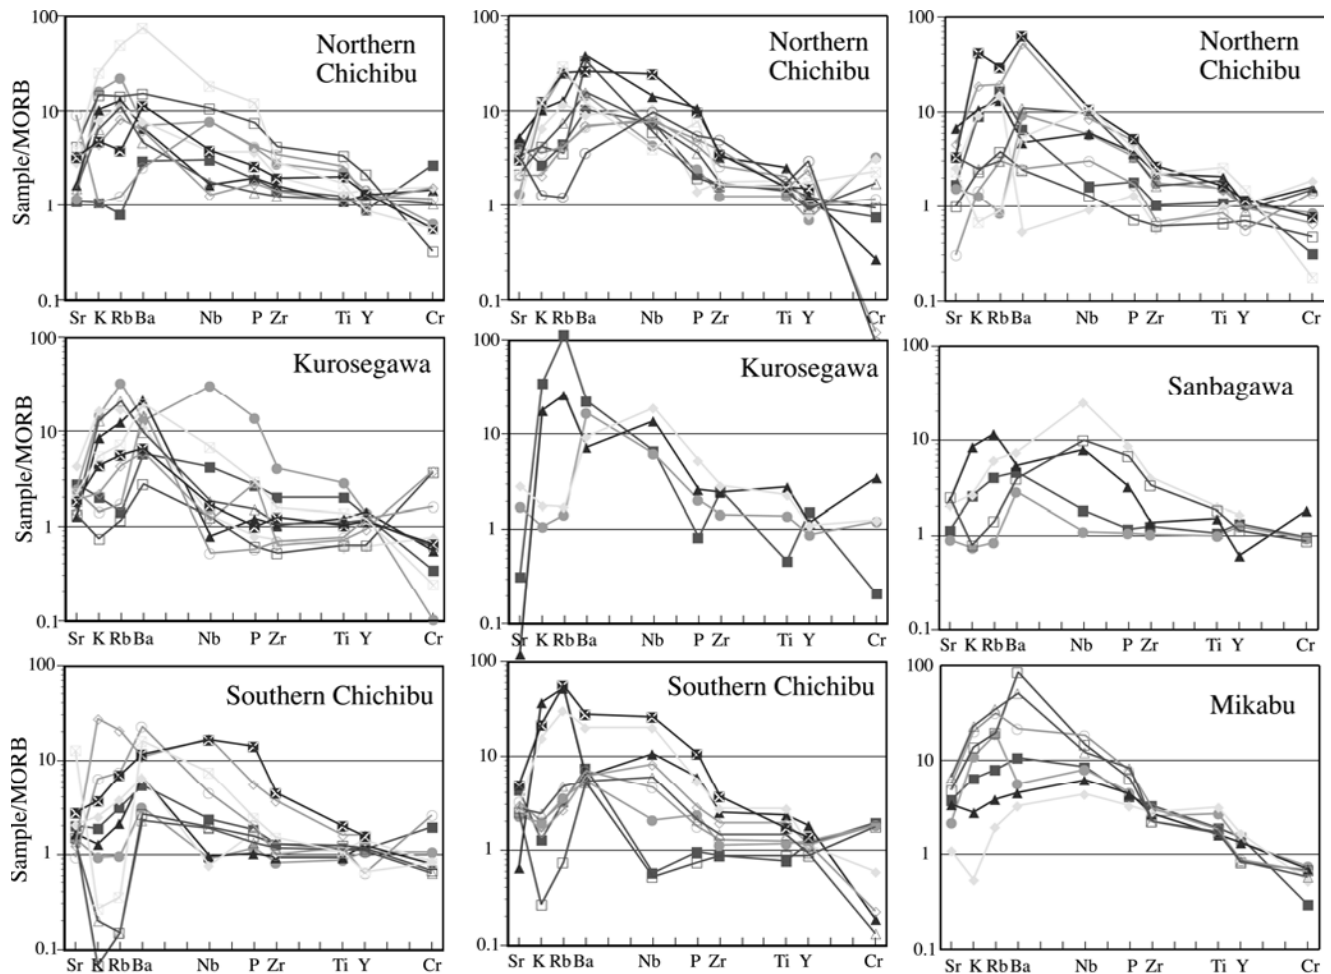 100
10
1
0.1
Sample/MORB
Northern
Chichibu
Sr K Rb Ba Nb P Zr Ti Y Cr
100
10
1
0.1
Northern
Chichibu
Sr K Rb Ba Nb P Zr Ti Y Cr
100
10
1
0.1
Northern
Chichibu
Sr K Rb Ba Nb P Zr Ti Y Cr
100
10
1
0.1
Sample/MORB
Kurosegawa
Sr K Rb Ba Nb P Zr Ti Y Cr
100
10
1
0.1
Kurosegawa
Sr K Rb Ba Nb P Zr Ti Y Cr
100
10
1
0.1
Sanbagawa
Sr K Rb Ba Nb P Zr Ti Y Cr
100
10
1
0.1
Sample/MORB
Southern Chichibu
Sr K Rb Ba Nb P Zr Ti Y Cr
100
10
1
0.1
Southern Chichibu
Sr K Rb Ba Nb P Zr Ti Y Cr
100
10
1
0.1
Mikabu
Sr K Rb Ba Nb P Zr Ti Y Cr